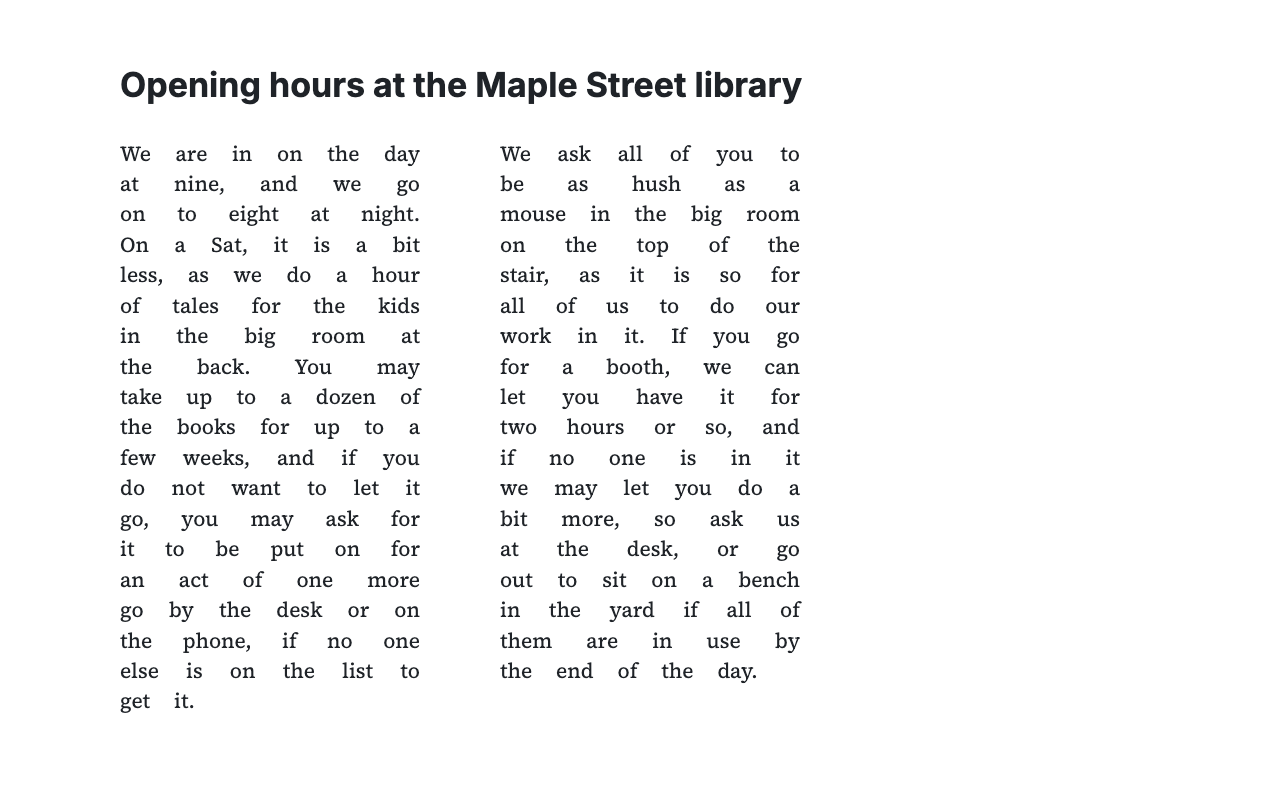 Opening hours at the Maple Street library
We are in on the day
at nine, and we go
on to eight at night.
On a Sat, it is a bit
less, as we do a hour
of tales for the kids
in the big room at
the back. You may
take up to a dozen of
the books for up to a
few weeks, and if you
do not want to let it
go, you may ask for
it to be put on for
an act of one more
go by the desk or on
the phone, if no one
else is on the list to
get it.
We ask all of you to
be as hush as a
mouse in the big room
on the top of the
stair, as it is so for
all of us to do our
work in it. If you go
for a booth, we can
let you have it for
two hours or so, and
if no one is in it
we may let you do a
bit more, so ask us
at the desk, or go
out to sit on a bench
in the yard if all of
them are in use by
the end of the day.